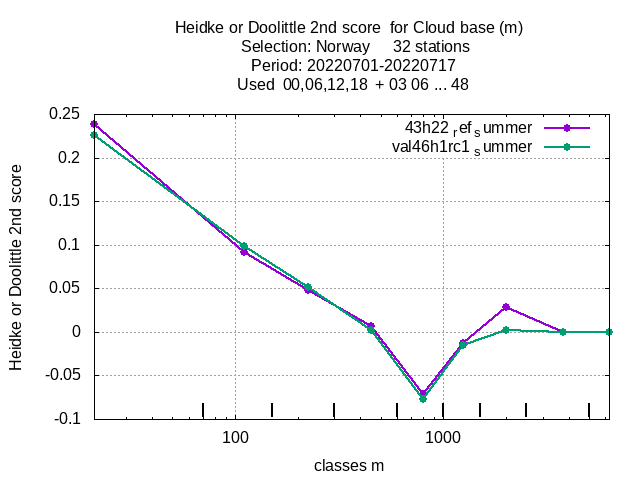 Heidke or Doolittle 2nd score  for Cloud base (m)
Selection: Norway     32 stations
Period: 20220701-20220717
Used  00,06,12,18  + 03 06 ... 48
43h22 ref summer
val46h1rc1 summer
Heidke or Doolittle 2nd score
0.25
0.2
0.15
0.1
0.05
0
-0.05
-0.1
100
1000
classes m